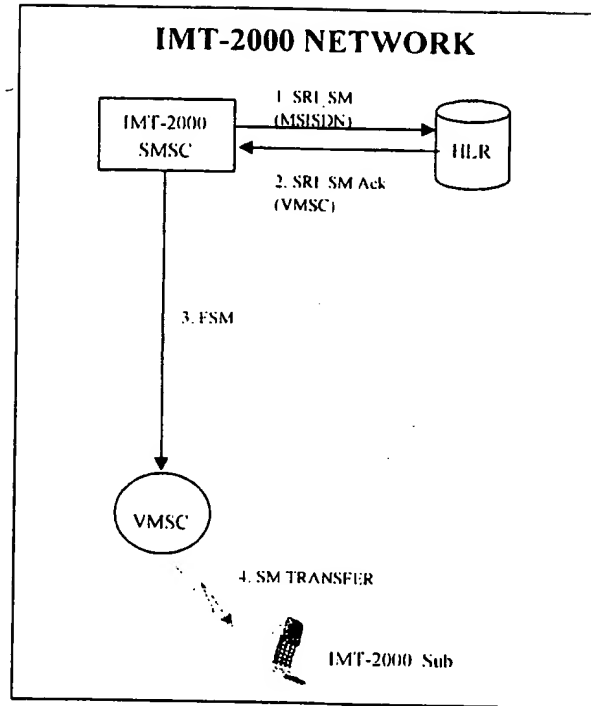 IMT-2000 NETWORK
IMT-2000
SMSC
1. SRI_SM
(MSISDN)
HLR
2. SRI_SM Ack
(VMSC)
3. FSM
VMSC
4. SM TRANSFER
IMT-2000 Sub